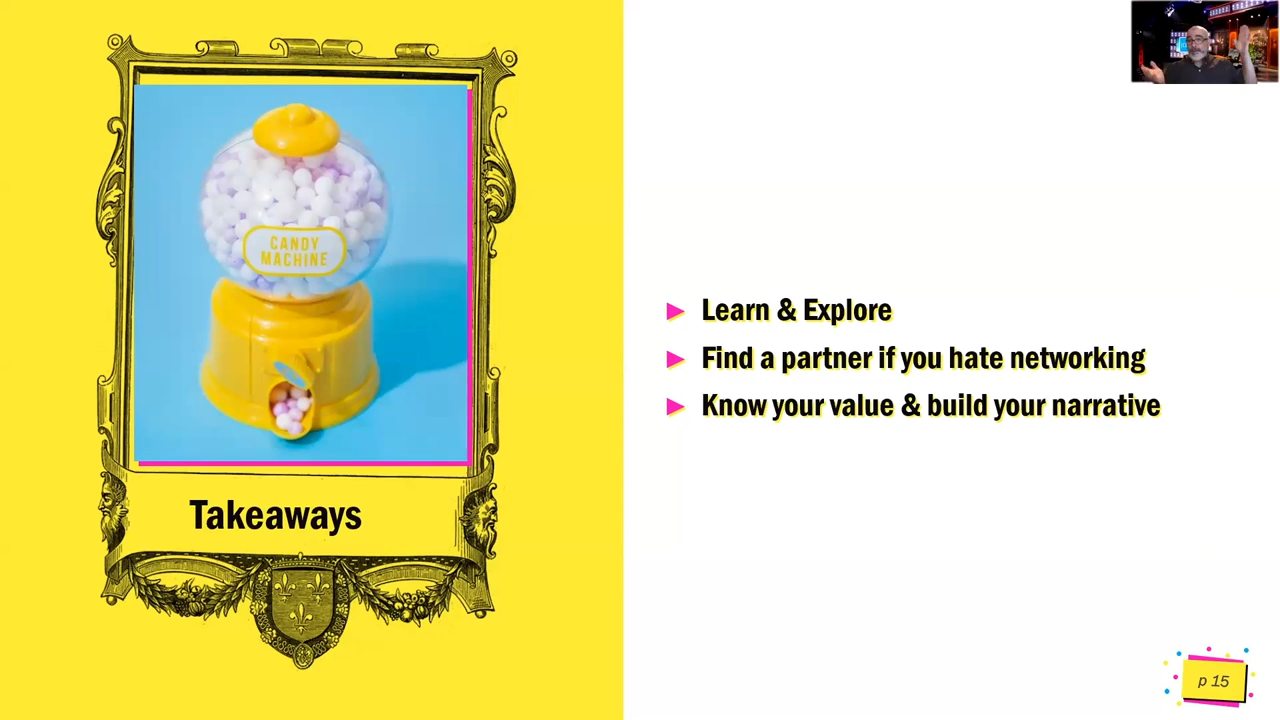 CANDY
MACHINE
Takeaways
Learn & Explore
Find a partner if you hate networking
Know your value & build your narrative
p 15